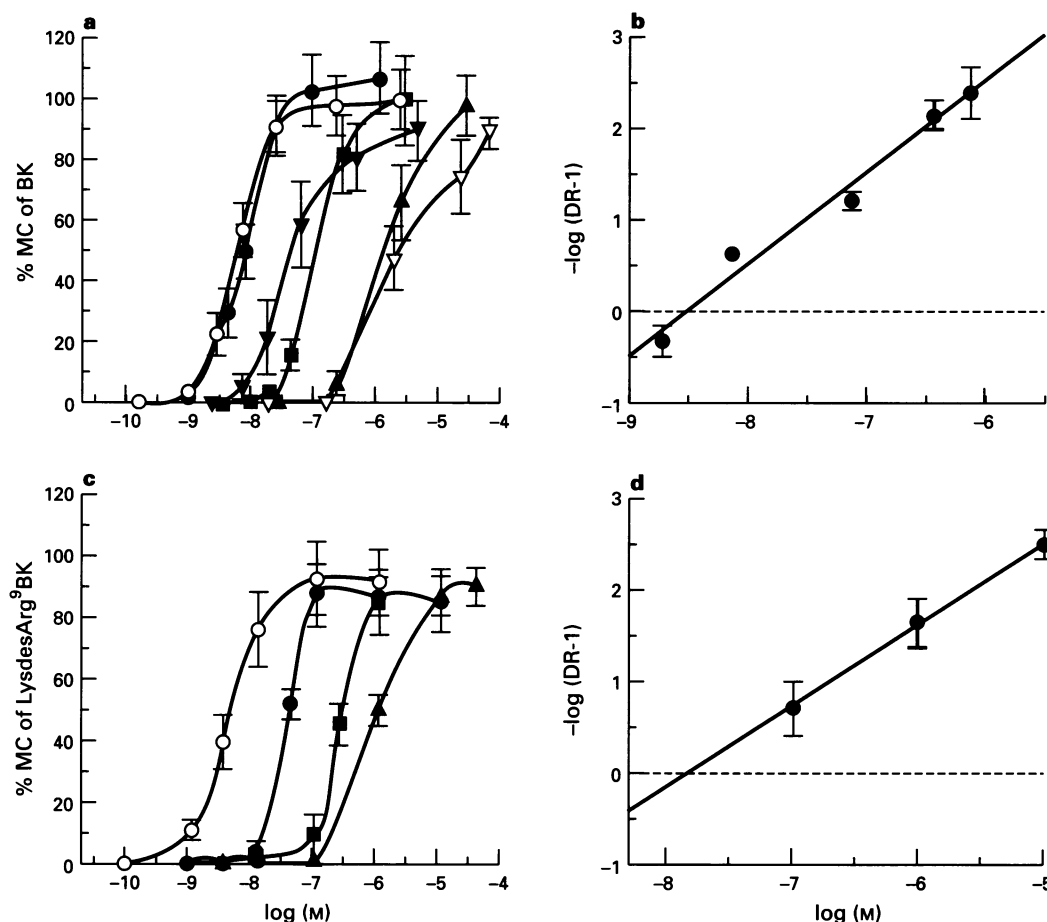 a
% MC of BK
120
100
80
60
40
20
0
–10 –9 –8 –7 –6 –5 –4
b
–log (DR-1)
3
2
1
0
–1
–9 –8 –7 –6
c
% MC of LysdesArg⁹BK
120
100
80
60
40
20
0
–10 –9 –8 –7 –6 –5 –4
log (M)
d
–log (DR-1)
3
2
1
0
–1
–8 –7 –6 –5
log (M)